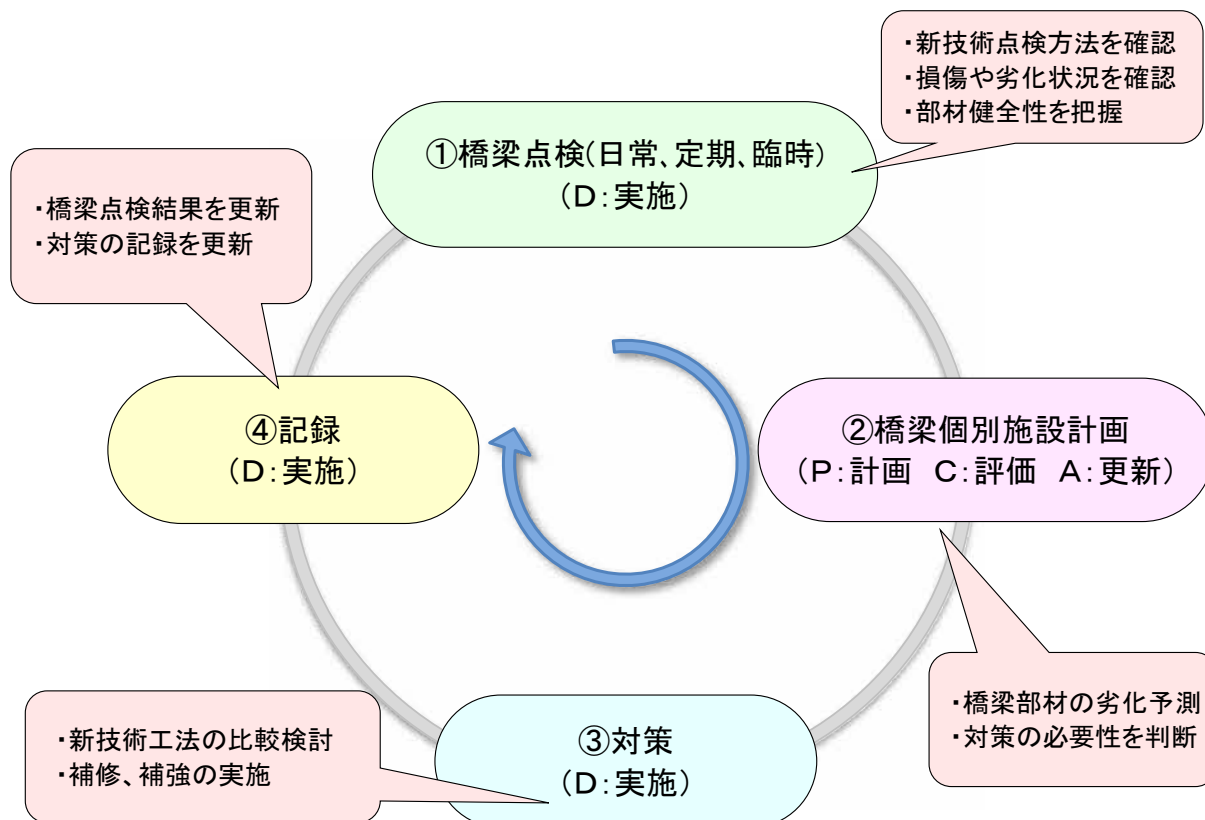 ・新技術点検方法を確認
・損傷や劣化状況を確認
・部材健全性を把握
①橋梁点検(日常、定期、臨時)
(D:実施)
・橋梁点検結果を更新
・対策の記録を更新
④記録
(D:実施)
②橋梁個別施設計画
(P:計画 C:評価 A:更新)
・橋梁部材の劣化予測
・対策の必要性を判断
③対策
(D:実施)
・新技術工法の比較検討
・補修、補強の実施